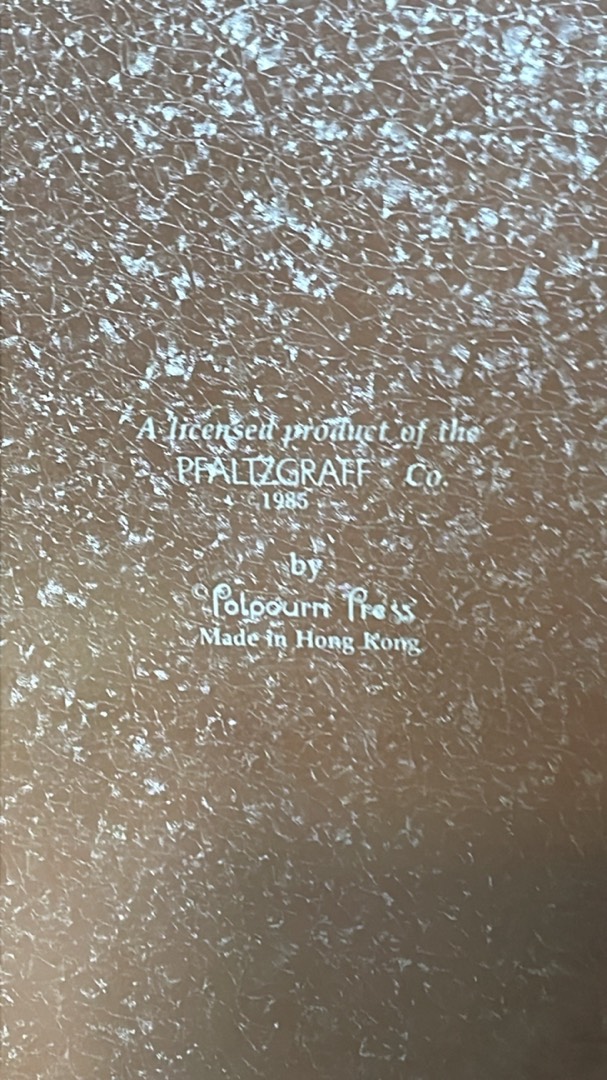 A licensed product of the
PFALTZGRAFF Co.
© 1985
by
© Potpourri Press
Made in Hong Kong